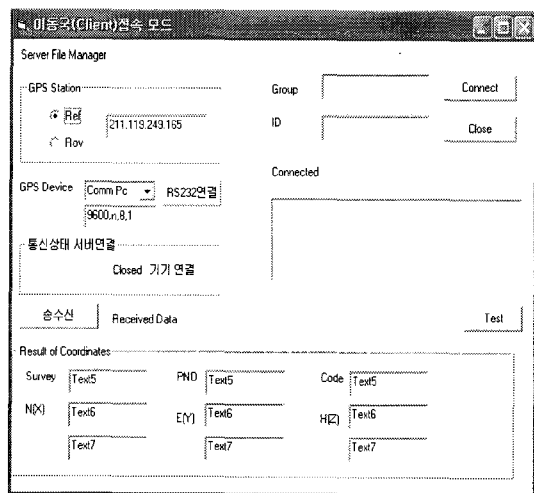 이동국(Client)접속 모드
Server File Manager
GPS Station
Ref
211.119.249.165
Rov
Group
Connect
ID
Close
GPS Device
Comm Pc
RS232연결
9600,n,8,1
Connected
통신상태 서버연결
Closed 기기 연결
송수신
Received Data
Test
Result of Coordinates
Survey
Text5
PNO
Text5
Code
Text5
N(X)
Text6
E(Y)
Text6
H(Z)
Text6
Text7
Text7
Text7